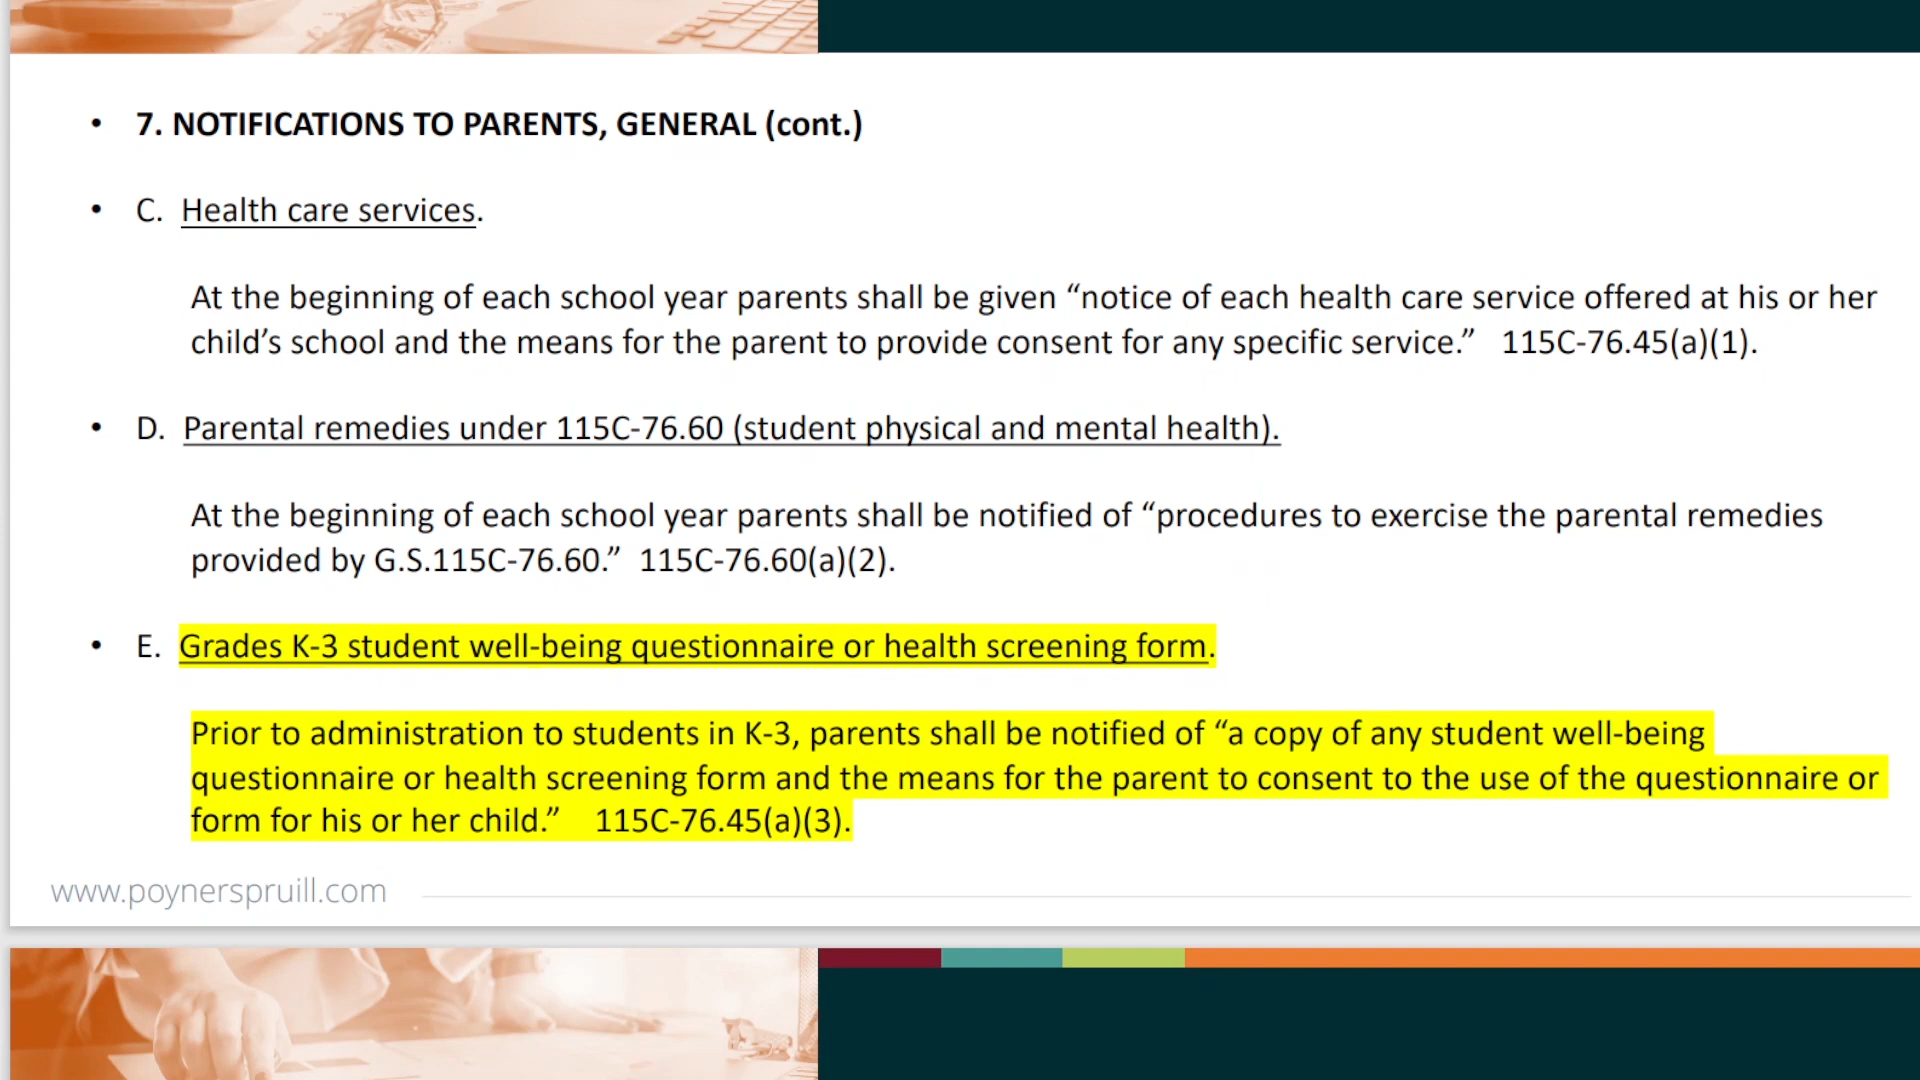 • 7. NOTIFICATIONS TO PARENTS, GENERAL (cont.)
• C. Health care services.
At the beginning of each school year parents shall be given “notice of each health care service offered at his or her
child’s school and the means for the parent to provide consent for any specific service.” 115C-76.45(a)(1).
• D. Parental remedies under 115C-76.60 (student physical and mental health).
At the beginning of each school year parents shall be notified of “procedures to exercise the parental remedies
provided by G.S.115C-76.60.” 115C-76.60(a)(2).
• E. Grades K-3 student well-being questionnaire or health screening form.
Prior to administration to students in K-3, parents shall be notified of “a copy of any student well-being
questionnaire or health screening form and the means for the parent to consent to the use of the questionnaire or
form for his or her child.” 115C-76.45(a)(3).
www.poynerspruill.com